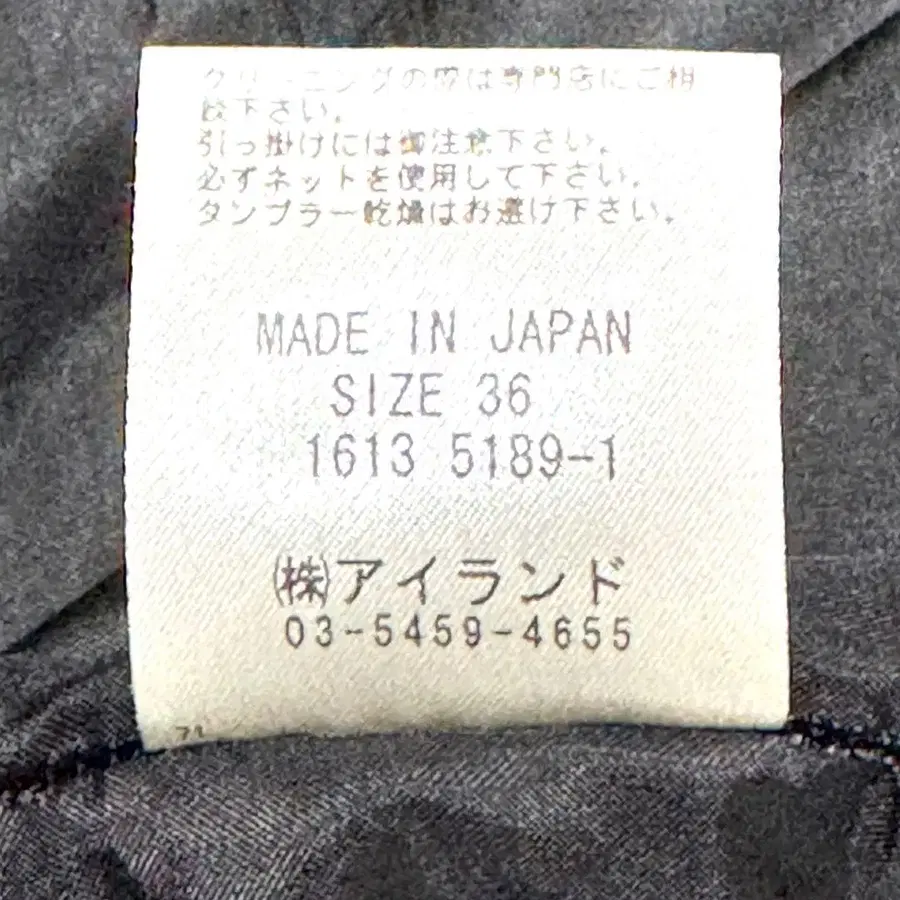 クリーニングの際は専門店にご相
談下さい。
引っ掛けには御注意下さい。
必ずネットを使用して下さい。
タンブラー乾燥はお避け下さい。
MADE IN JAPAN
SIZE 36
1613 5189-1
㈱アイランド
03-5459-4655
71